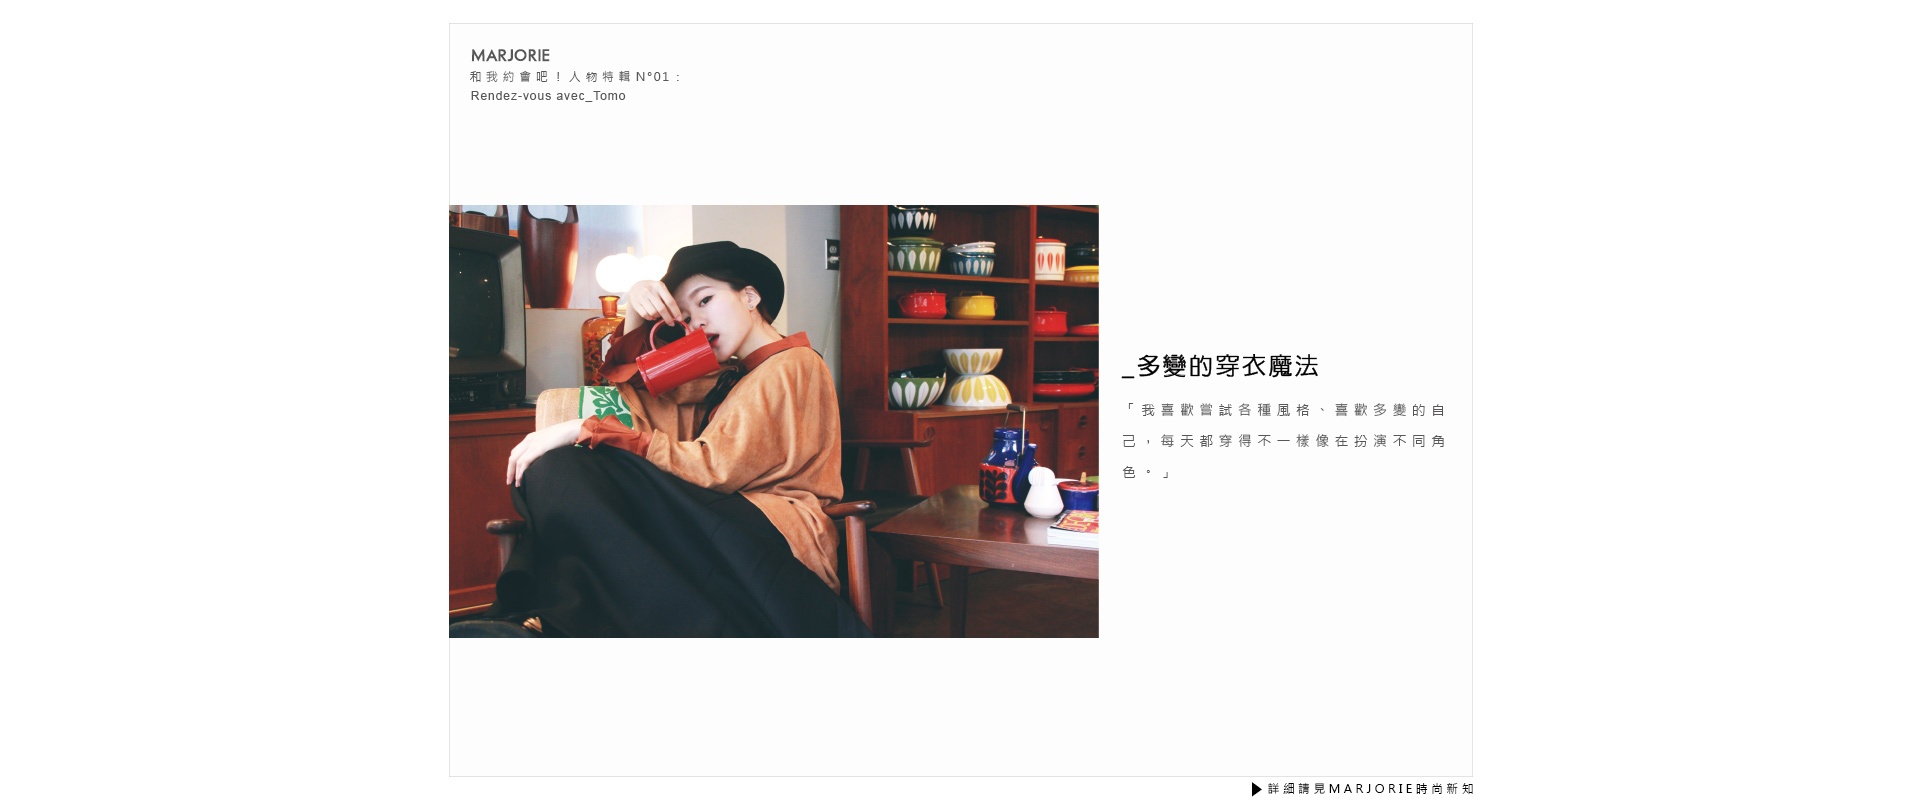 MARJORIE
和我約會吧！人物特輯N°01：
Rendez-vous avec_Tomo
_多變的穿衣魔法
「我喜歡嘗試各種風格、喜歡多變的自
己，每天都穿得不一樣像在扮演不同角
色。」
▶詳細請見MARJORIE時尚新知